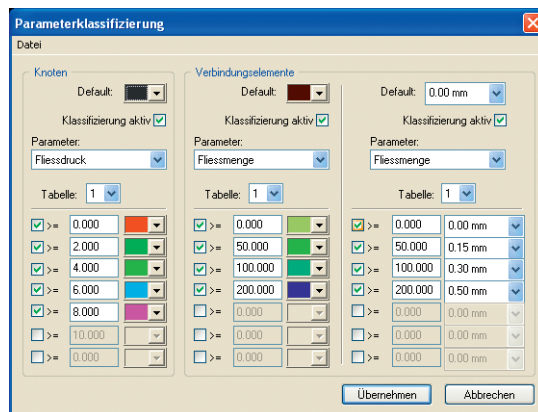 Parameterklassifizierung
Datei
Knoten
Default:
Klassifizierung aktiv
Parameter:
Fliessdruck
Tabelle: 1
>= 0.000
>= 2.000
>= 4.000
>= 6.000
>= 8.000
>= 10.000
>= 0.000
Verbindungselemente
Default:
Klassifizierung aktiv
Parameter:
Fliessmenge
Tabelle: 1
>= 0.000
>= 50.000
>= 100.000
>= 200.000
>= 0.000
>= 0.000
>= 0.000
Default: 0.00 mm
Klassifizierung aktiv
Parameter:
Fliessmenge
Tabelle: 1
>= 0.000 0.00 mm
>= 50.000 0.15 mm
>= 100.000 0.30 mm
>= 200.000 0.50 mm
>= 0.000 0.00 mm
>= 0.000 0.00 mm
>= 0.000 0.00 mm
Übernehmen Abbrechen